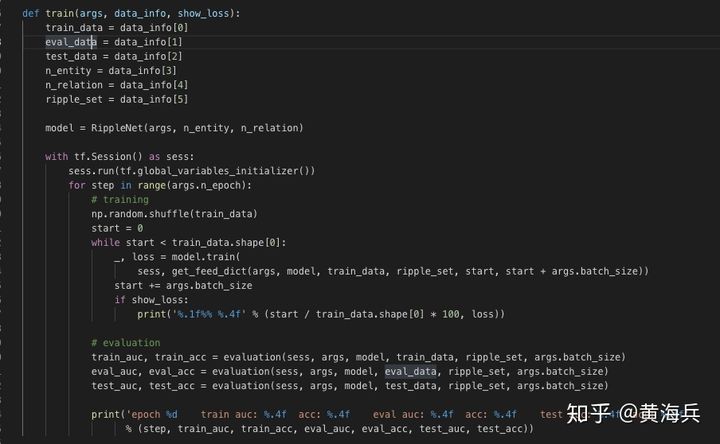 def train(args, data_info, show_loss):
    train_data = data_info[0]
    eval_data = data_info[1]
    test_data = data_info[2]
    n_entity = data_info[3]
    n_relation = data_info[4]
    ripple_set = data_info[5]
    model = RippleNet(args, n_entity, n_relation)
    with tf.Session() as sess:
        sess.run(tf.global_variables_initializer())
        for step in range(args.n_epoch):
            # training
            np.random.shuffle(train_data)
            start = 0
            while start < train_data.shape[0]:
                _, loss = model.train(
                    sess, get_feed_dict(args, model, train_data, ripple_set, start, start + args.batch_size))
                start += args.batch_size
                if show_loss:
                    print('%.1f%% %.4f' % (start / train_data.shape[0] * 100, loss))
            # evaluation
            train_auc, train_acc = evaluation(sess, args, model, train_data, ripple_set, args.batch_size)
            eval_auc, eval_acc = evaluation(sess, args, model, eval_data, ripple_set, args.batch_size)
            test_auc, test_acc = evaluation(sess, args, model, test_data, ripple_set, args.batch_size)
            print('epoch %d    train auc: %.4f  acc: %.4f    eval auc: %.4f  acc: %.4f    test
                  % (step, train_auc, train_acc, eval_auc, eval_acc, test_auc, test_acc))
知乎 @黄海兵